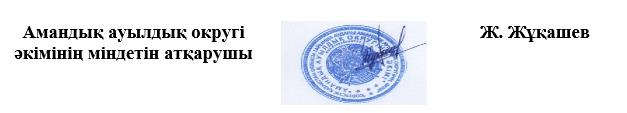 Амандық ауылдық округі
әкімінің міндетін атқарушы
Ж. Жұқашев